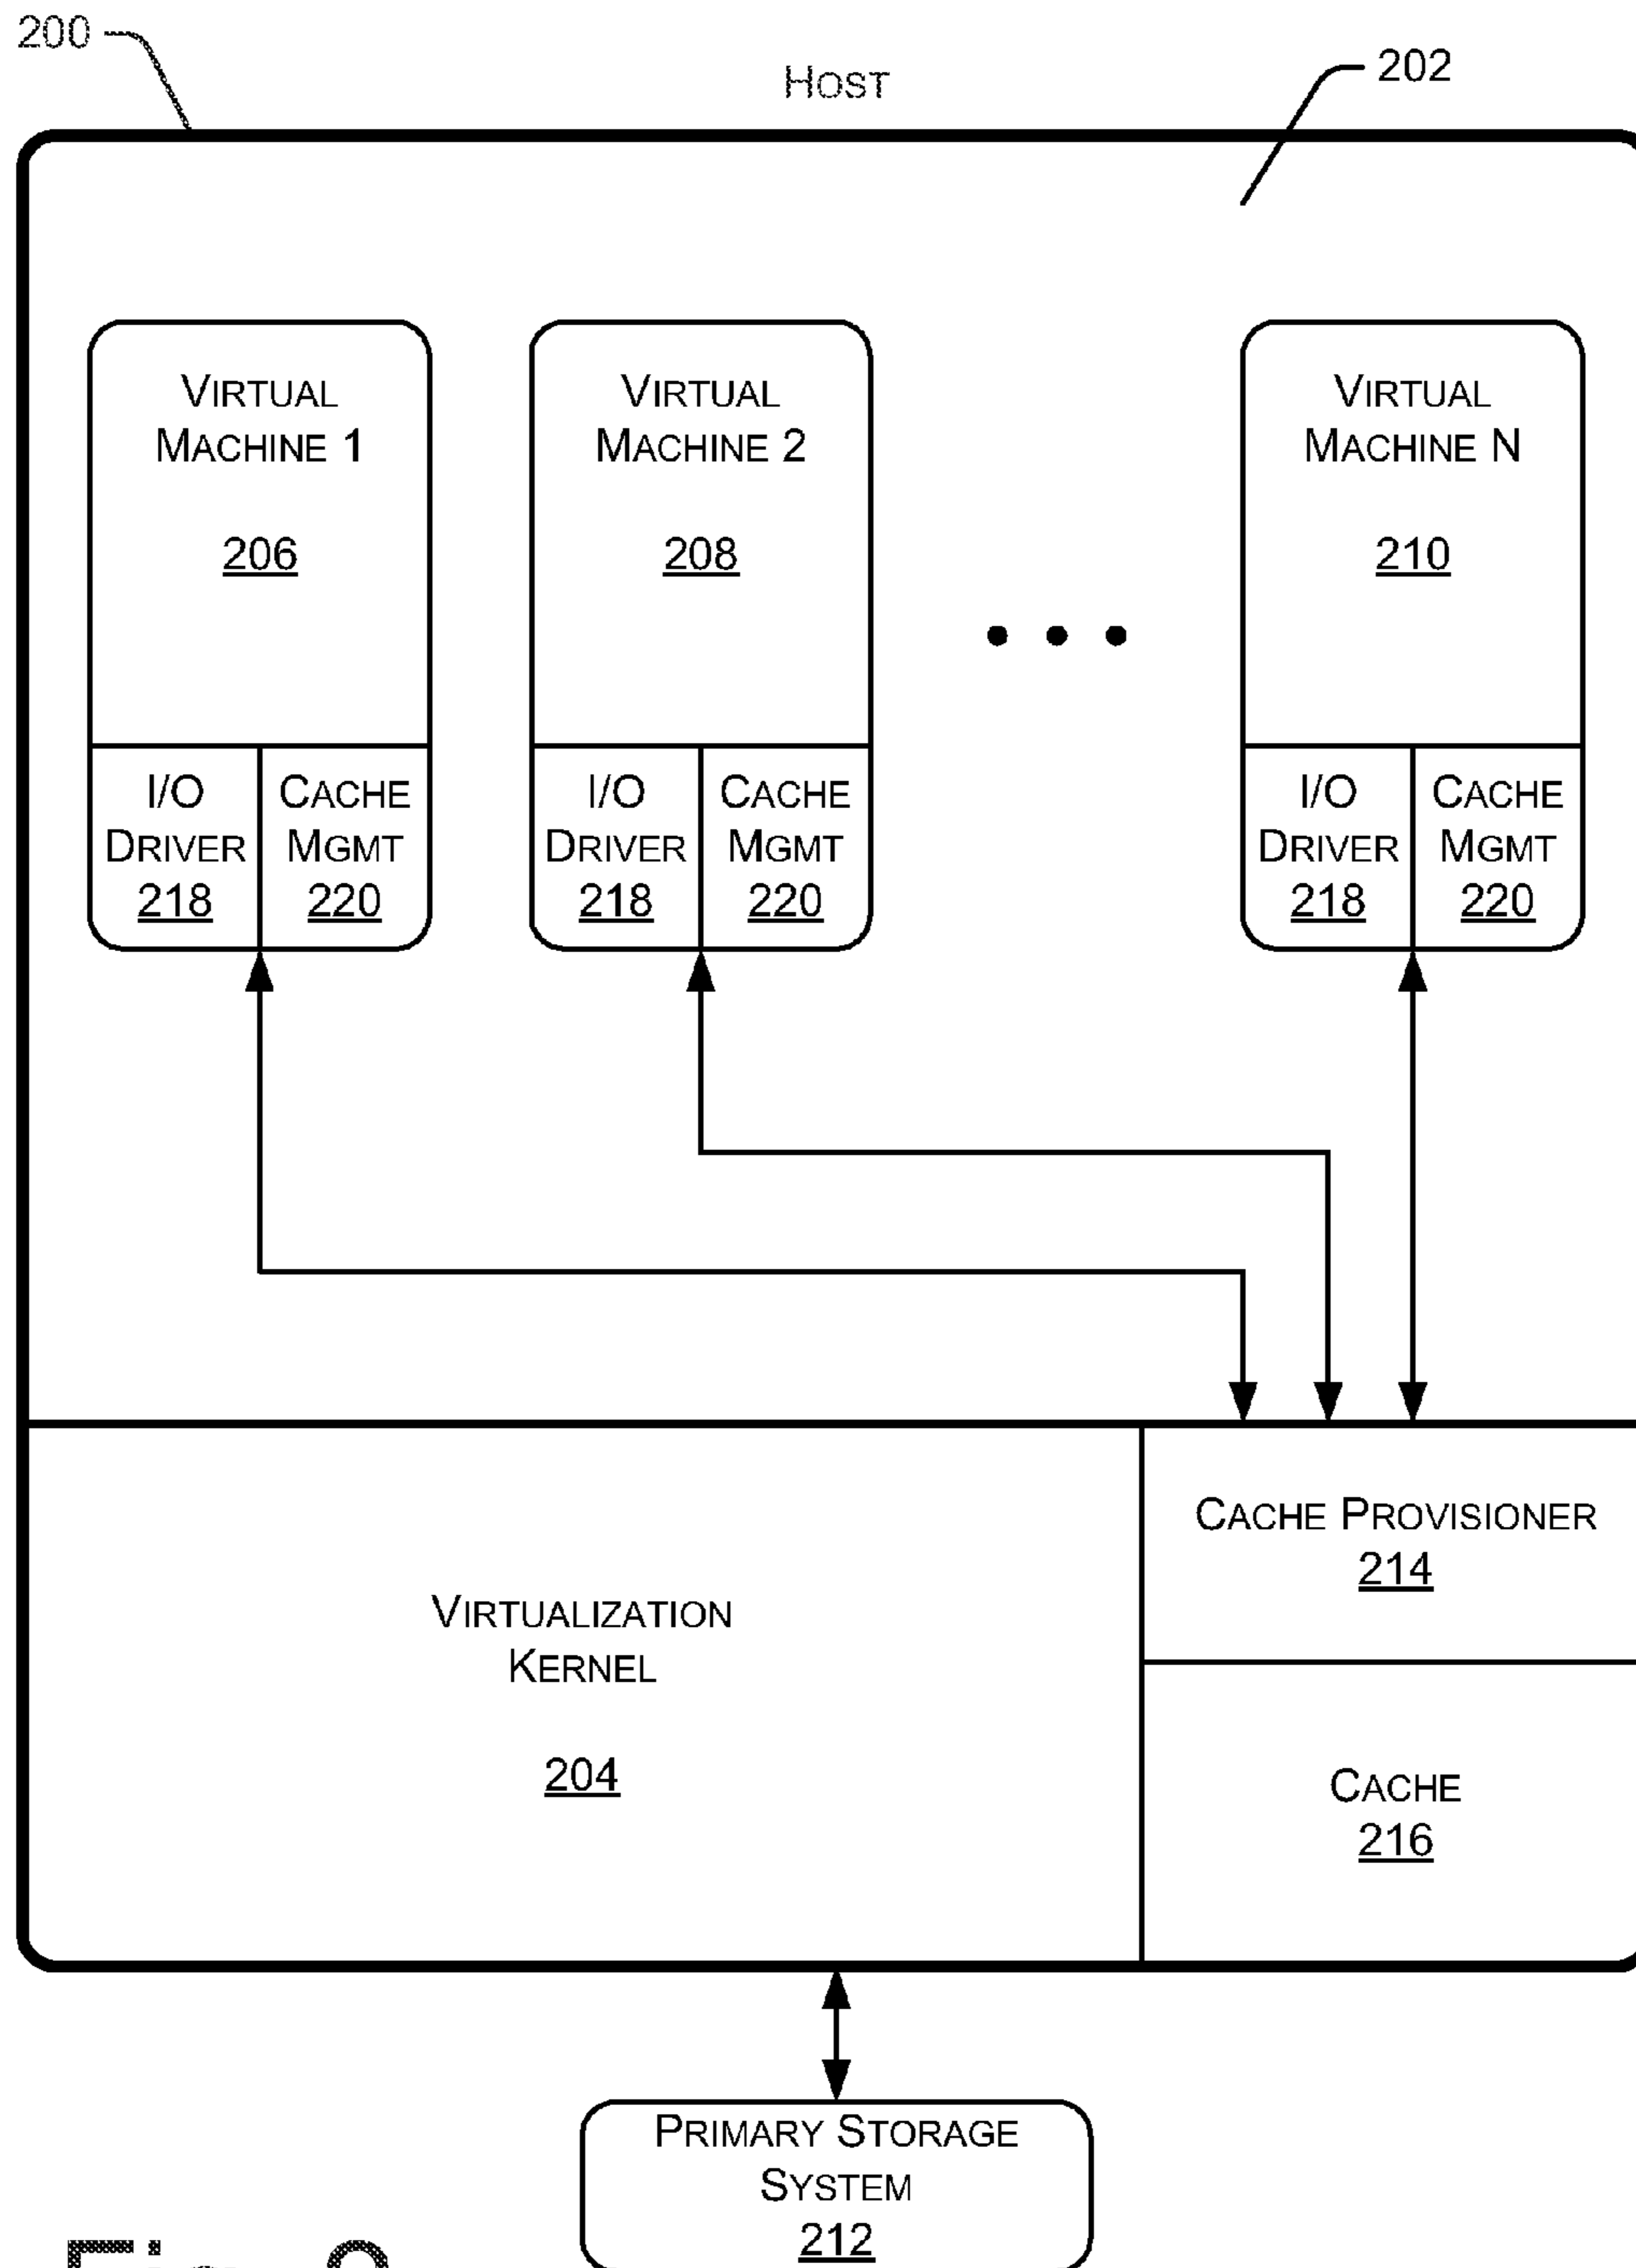 200
HOST
202
VIRTUAL
MACHINE 1
206
VIRTUAL
MACHINE 2
208
VIRTUAL
MACHINE N
210
I/O
DRIVER
218
CACHE
MGMT
220
I/O
DRIVER
218
CACHE
MGMT
220
I/O
DRIVER
218
CACHE
MGMT
220
CACHE PROVISIONER
214
VIRTUALIZATION
KERNEL
204
CACHE
216
PRIMARY STORAGE
SYSTEM
212